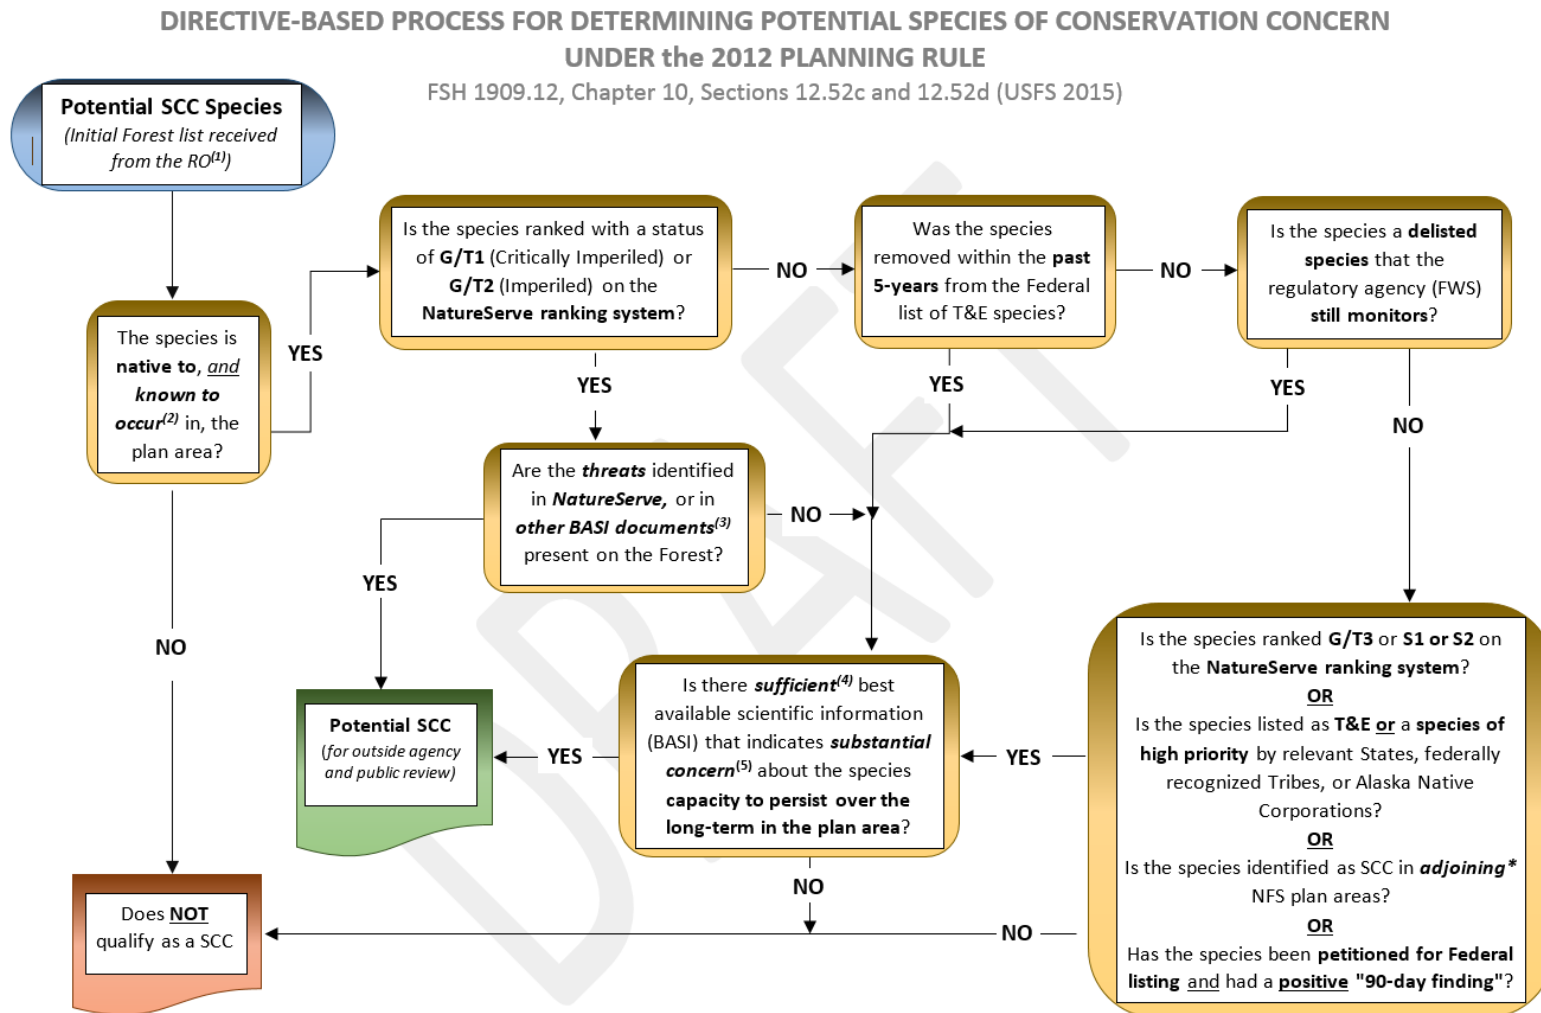 DIRECTIVE-BASED PROCESS FOR DETERMINING POTENTIAL SPECIES OF CONSERVATION CONCERN
UNDER the 2012 PLANNING RULE
FSH 1909.12, Chapter 10, Sections 12.52c and 12.52d (USFS 2015)
Potential SCC Species
(Initial Forest list received
from the RO(1))
The species is
native to, and
known to
occur(2) in, the
plan area?
YES
NO
Is the species ranked with a status
of G/T1 (Critically Imperiled) or
G/T2 (Imperiled) on the
NatureServe ranking system?
NO
YES
Was the species
removed within the past
5-years from the Federal
list of T&E species?
NO
YES
Is the species a delisted
species that the
regulatory agency (FWS)
still monitors?
YES
NO
Are the threats identified
in NatureServe, or in
other BASI documents(3)
present on the Forest?
NO
YES
Is the species ranked G/T3 or S1 or S2 on
the NatureServe ranking system?
OR
Is the species listed as T&E or a species of
high priority by relevant States, federally
recognized Tribes, or Alaska Native
Corporations?
OR
Is the species identified as SCC in adjoining*
NFS plan areas?
OR
Has the species been petitioned for Federal
listing and had a positive "90-day finding"?
YES
NO
Is there sufficient(4) best
available scientific information
(BASI) that indicates substantial
concern(5) about the species
capacity to persist over the
long-term in the plan area?
YES
NO
Potential SCC
(for outside agency
and public review)
Does NOT
qualify as a SCC
DRAFT